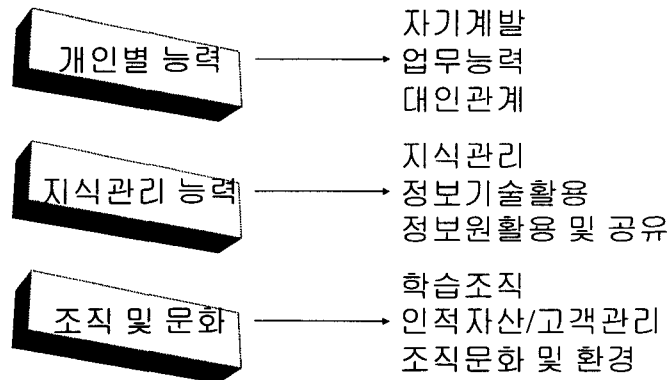 개인별 능력
자기계발
업무능력
대인관계
지식관리 능력
지식관리
정보기술활용
정보원활용 및 공유
조직 및 문화
학습조직
인적자산/고객관리
조직문화 및 환경